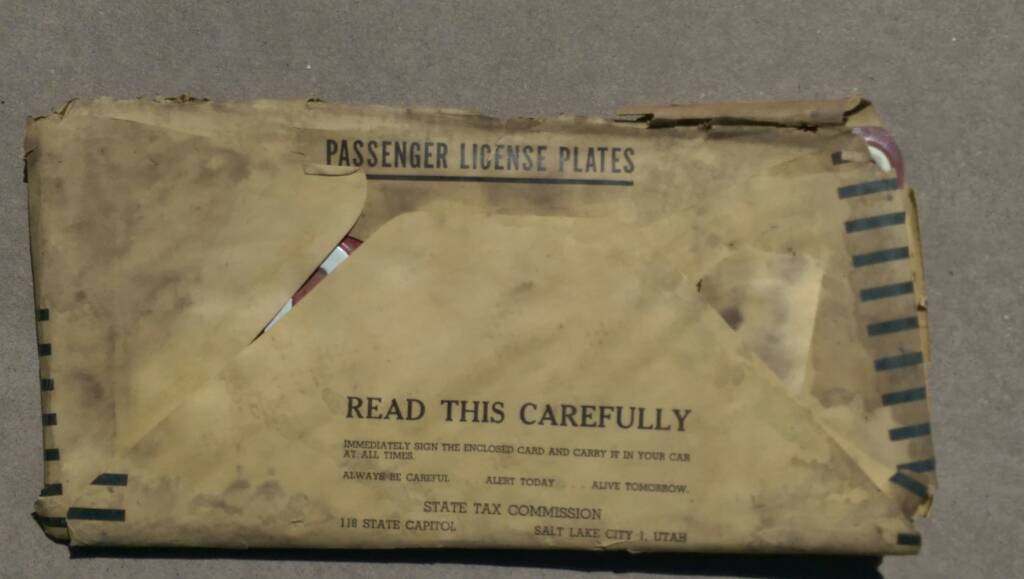 PASSENGER LICENSE PLATES
READ THIS CAREFULLY
IMMEDIATELY SIGN THE ENCLOSED CARD AND CARRY IT IN YOUR CAR
AT ALL TIMES.
ALWAYS BE CAREFUL ALERT TODAY ALIVE TOMORROW.
STATE TAX COMMISSION
118 STATE CAPITOL SALT LAKE CITY 1, UTAH